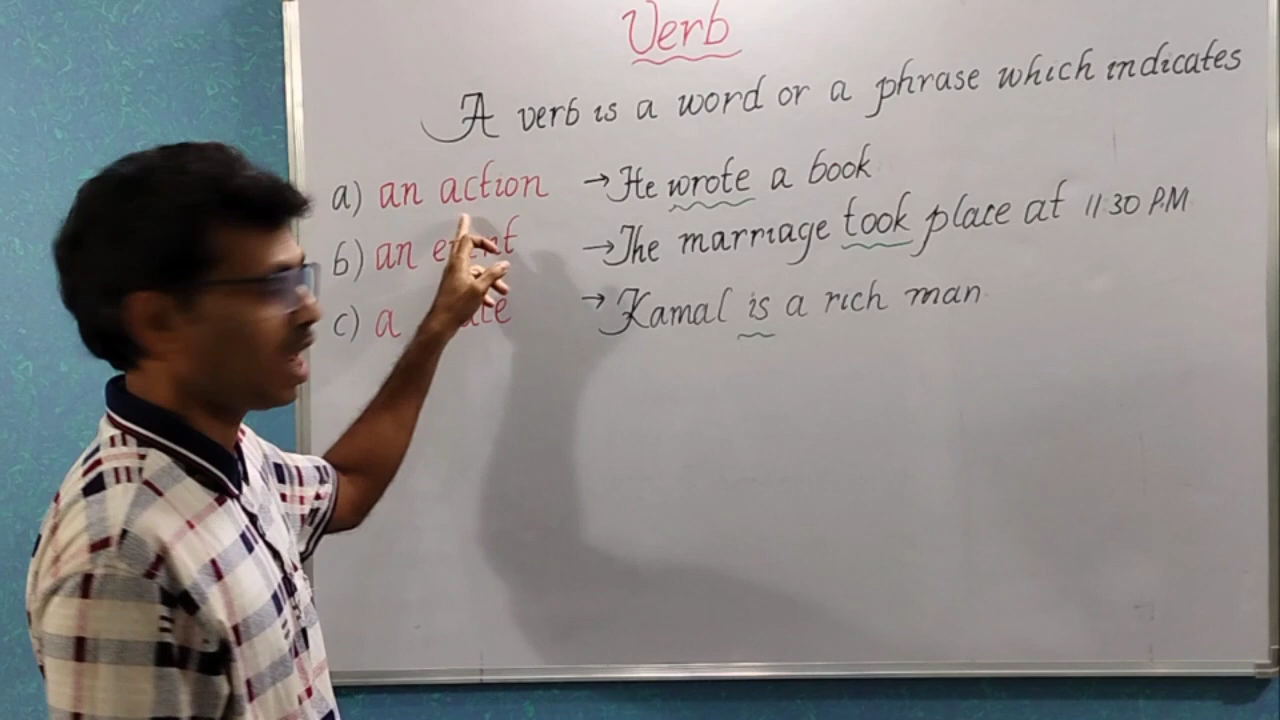 Verb
A verb is a word or a phrase which indicates
a) an action → He wrote a book
b) an → The marriage took place at 11 30 P.M
c) a → Kamal is a rich man